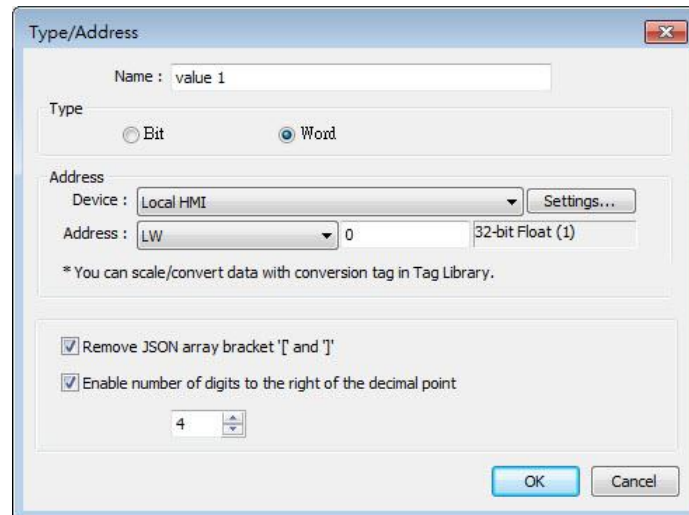 Type/Address
Name : value 1
Type
Bit Word
Address
Device : Local HMI Settings...
Address : LW 0 32-bit Float (1)
* You can scale/convert data with conversion tag in Tag Library.
Remove JSON array bracket '[' and ']'
Enable number of digits to the right of the decimal point
4
OK Cancel